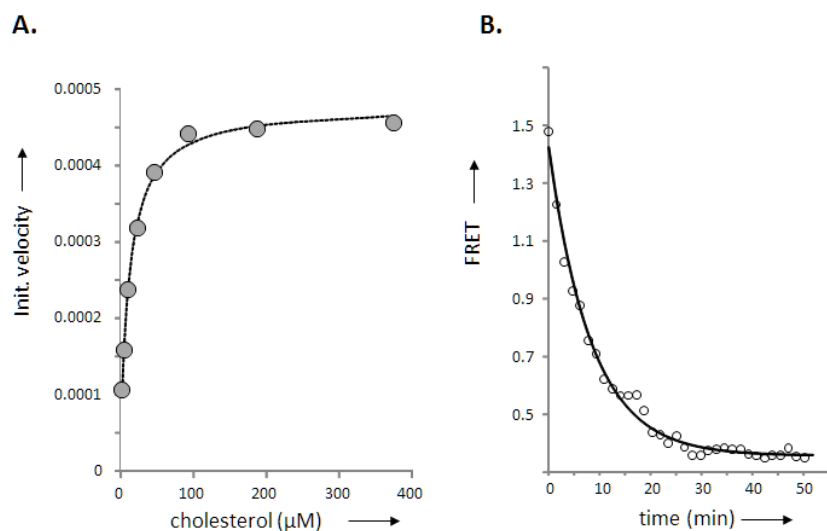 A.
0.0005
0.0004
0.0003
0.0002
0.0001
0
Init. velocity
0 100 200 300 400
cholesterol (µM)
B.
1.5
1.3
1.1
0.9
0.7
0.5
FRET
0 10 20 30 40 50
time (min)